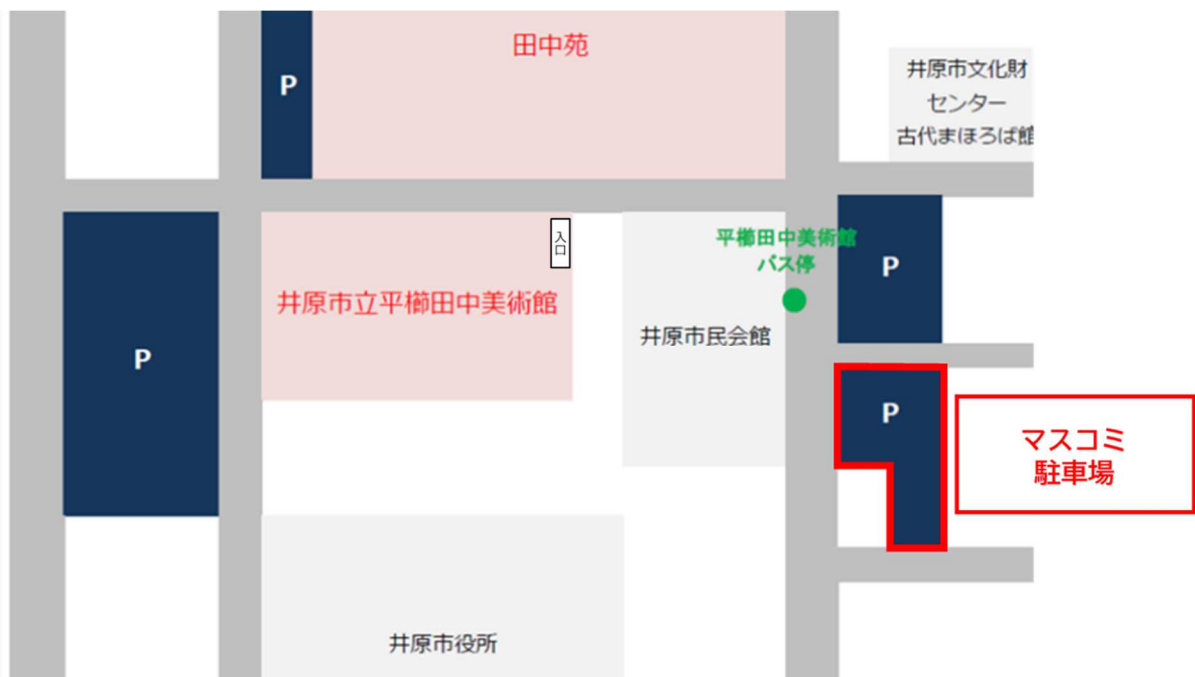 田中苑
P
井原市文化財
センター
古代まほろば館
入口
平櫛田中美術館
バス停
P
井原市立平櫛田中美術館
井原市民会館
P
P
マスコミ
駐車場
井原市役所